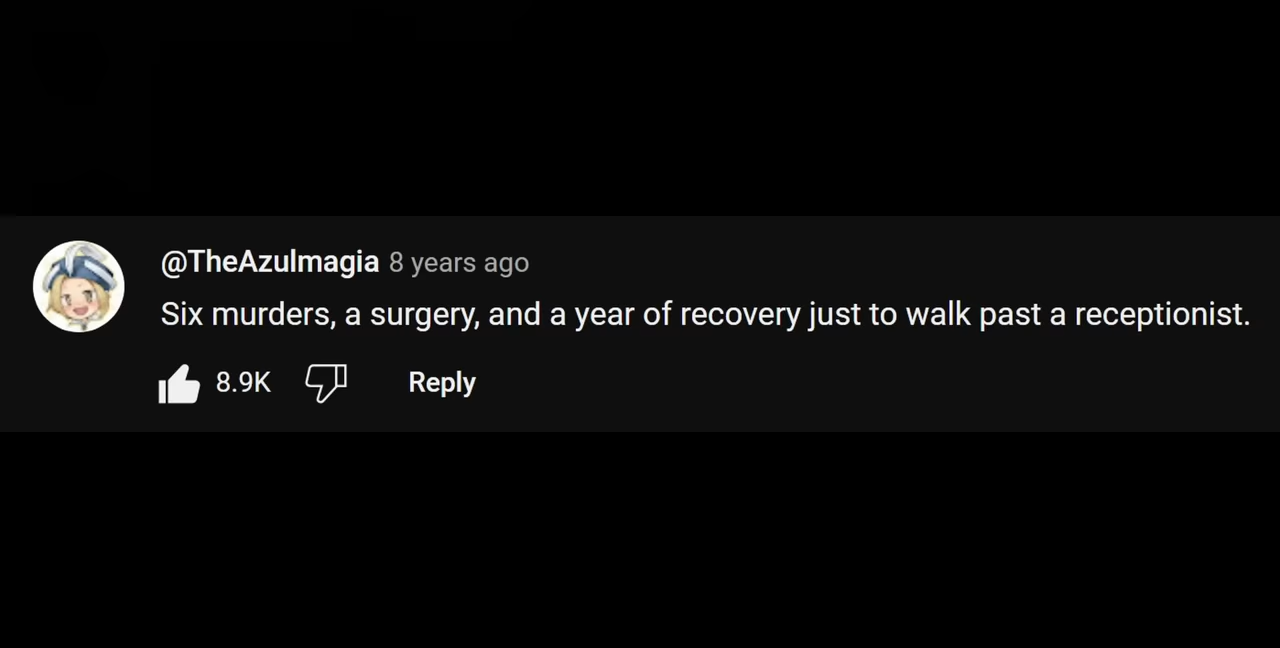 @TheAzulmagia 8 years ago
Six murders, a surgery, and a year of recovery just to walk past a receptionist.
8.9K Reply